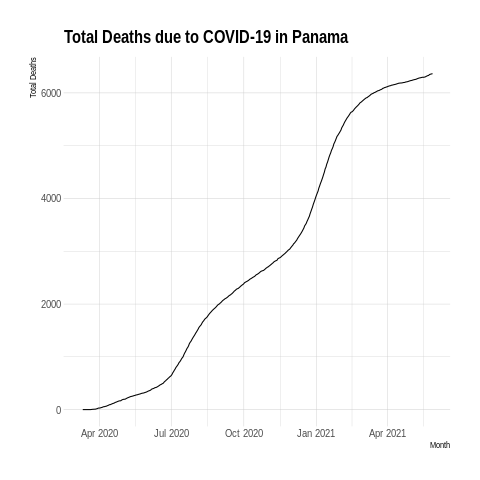 Total Deaths due to COVID-19 in Panama
Total Deaths
6000
4000
2000
0
Apr 2020 Jul 2020 Oct 2020 Jan 2021 Apr 2021
Month